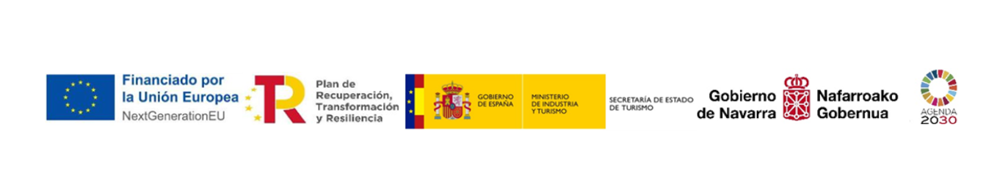 Financiado por
la Unión Europea
NextGenerationEU
Plan de
Recuperación,
Transformación
y Resiliencia
GOBIERNO
DE ESPAÑA
MINISTERIO
DE INDUSTRIA
Y TURISMO
SECRETARÍA DE ESTADO
DE TURISMO
Gobierno
de Navarra
Nafarroako
Gobernua
AGENDA
2030